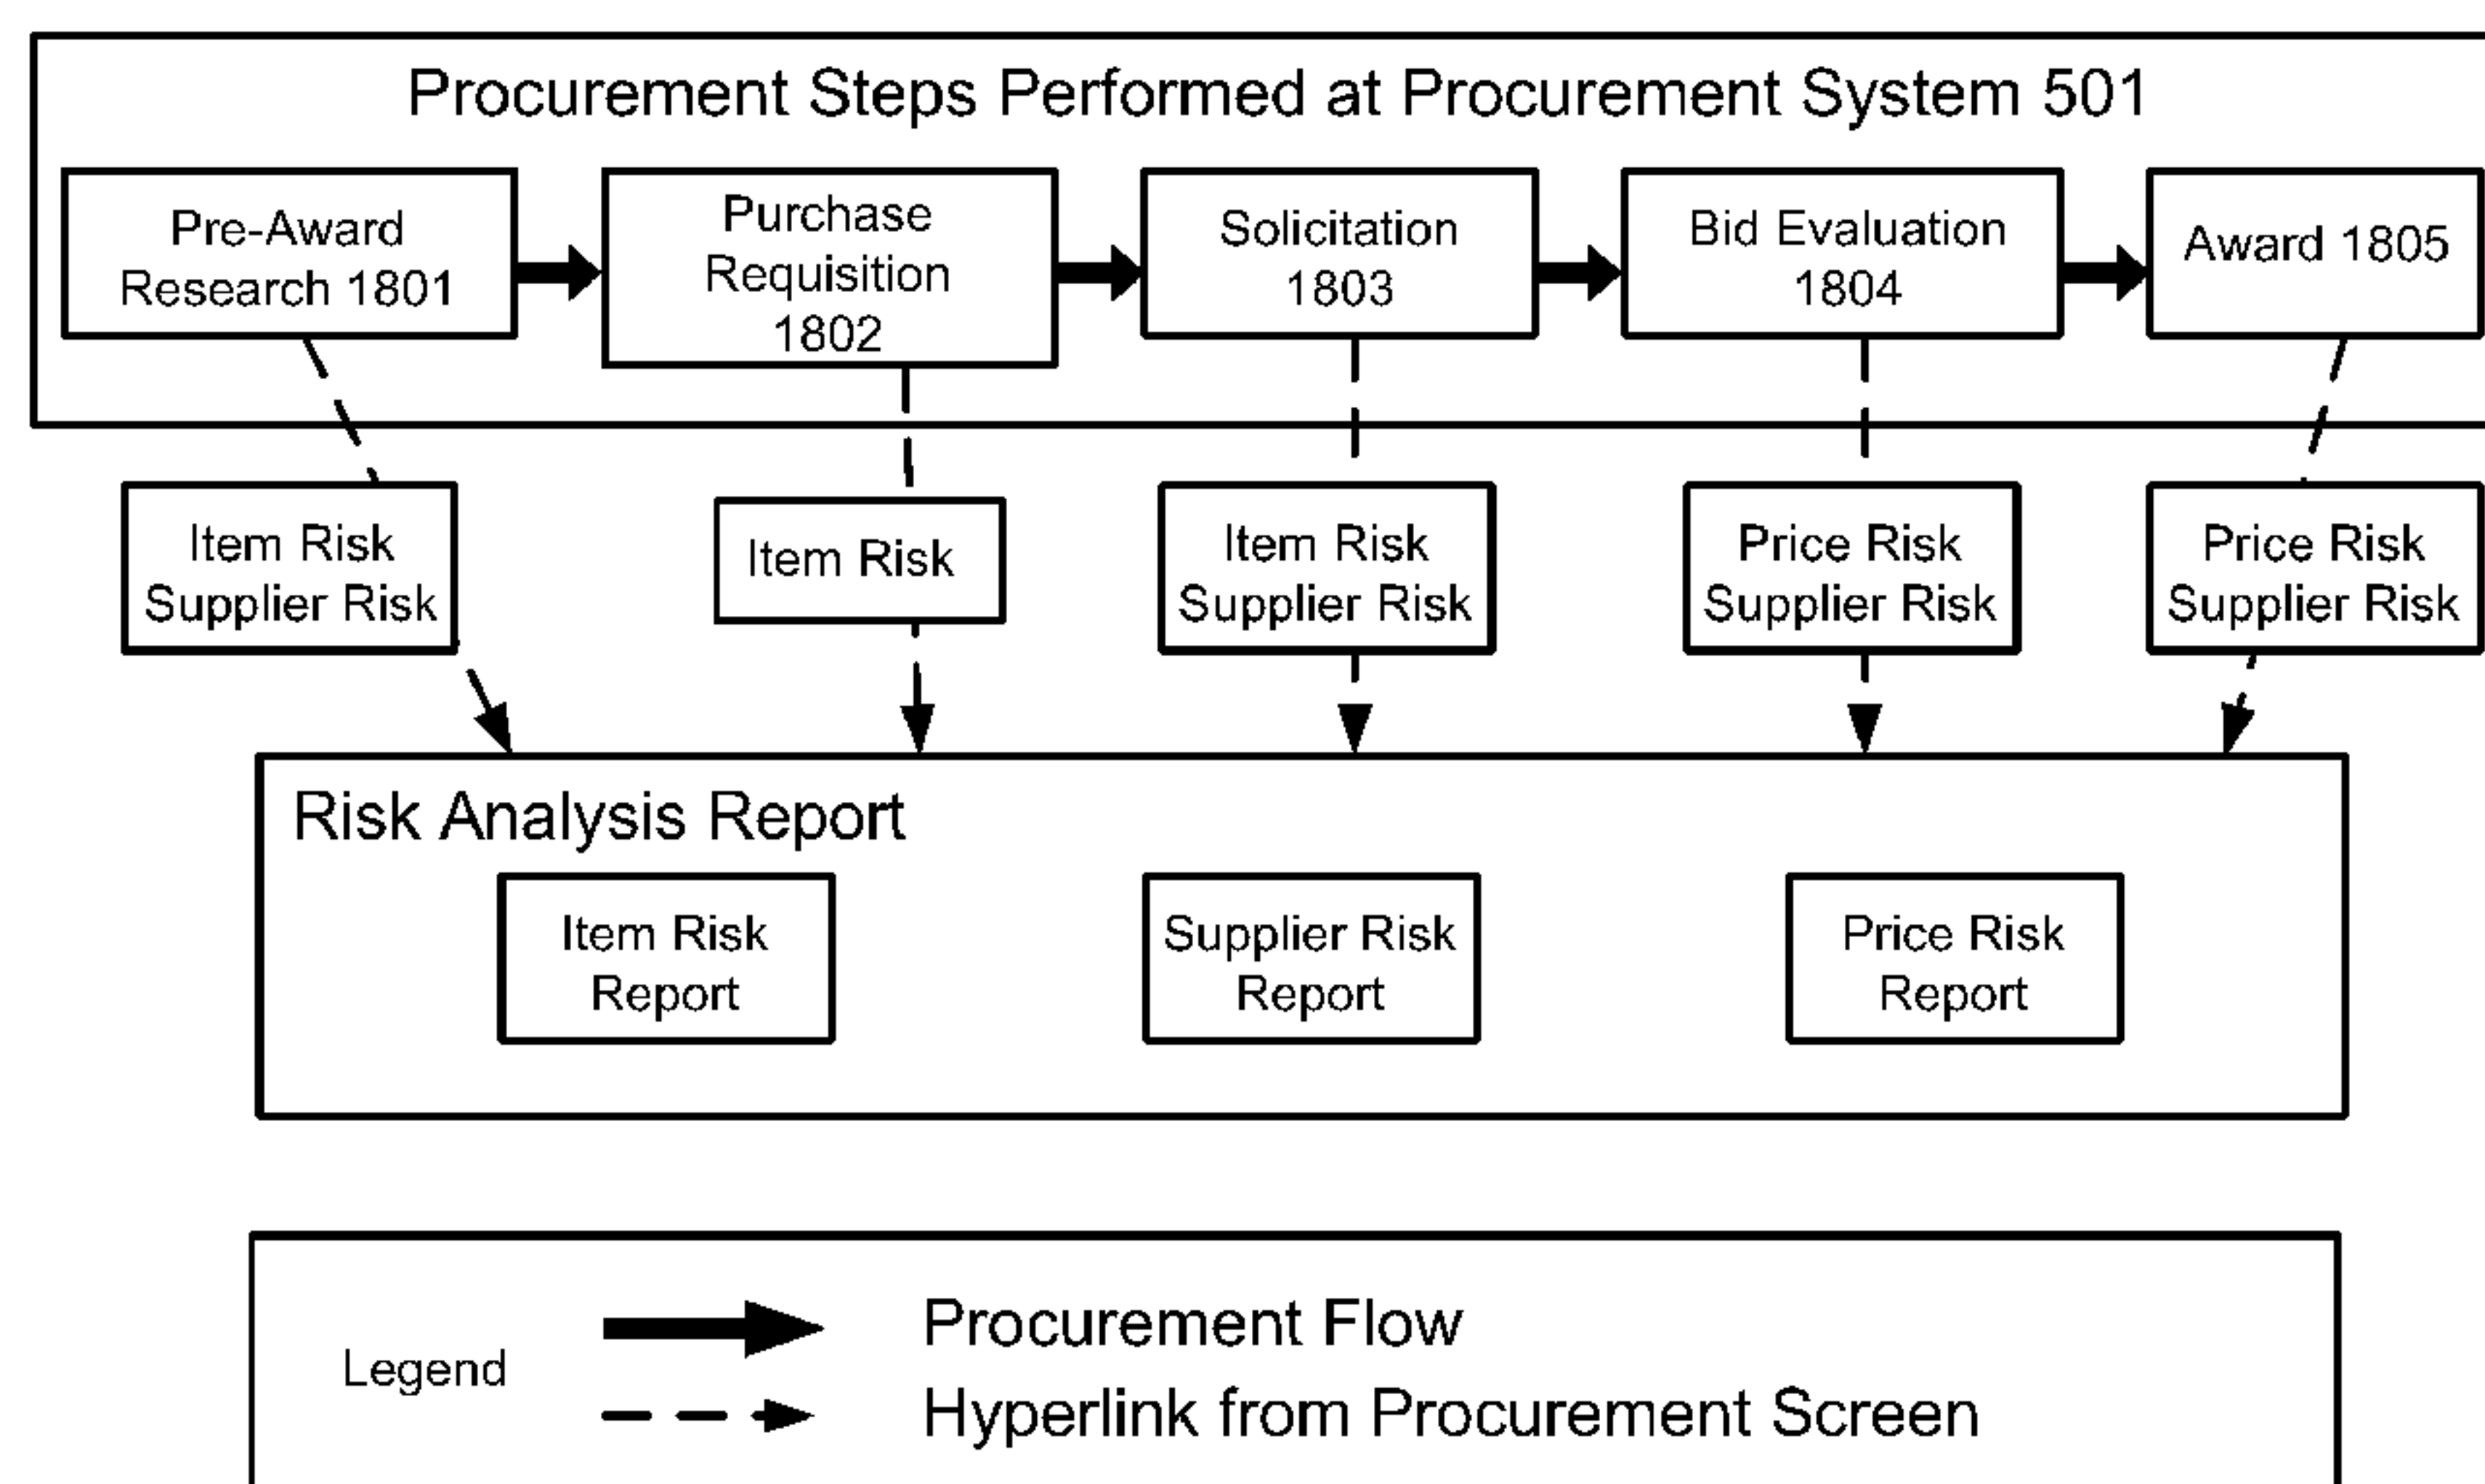 Procurement Steps Performed at Procurement System 501
Pre-Award
Research 1801
Purchase
Requisition
1802
Solicitation
1803
Bid Evaluation
1804
Award 1805
Item Risk
Supplier Risk
Item Risk
Item Risk
Supplier Risk
Price Risk
Supplier Risk
Price Risk
Supplier Risk
Risk Analysis Report
Item Risk
Report
Supplier Risk
Report
Price Risk
Report
Legend
Procurement Flow
Hyperlink from Procurement Screen